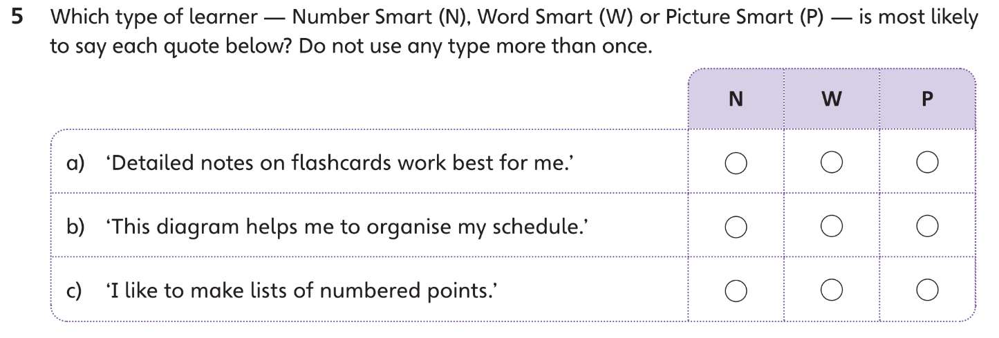 5 Which type of learner — Number Smart (N), Word Smart (W) or Picture Smart (P) — is most likely
to say each quote below? Do not use any type more than once.
N W P
a) ‘Detailed notes on flashcards work best for me.’
b) ‘This diagram helps me to organise my schedule.’
c) ‘I like to make lists of numbered points.’